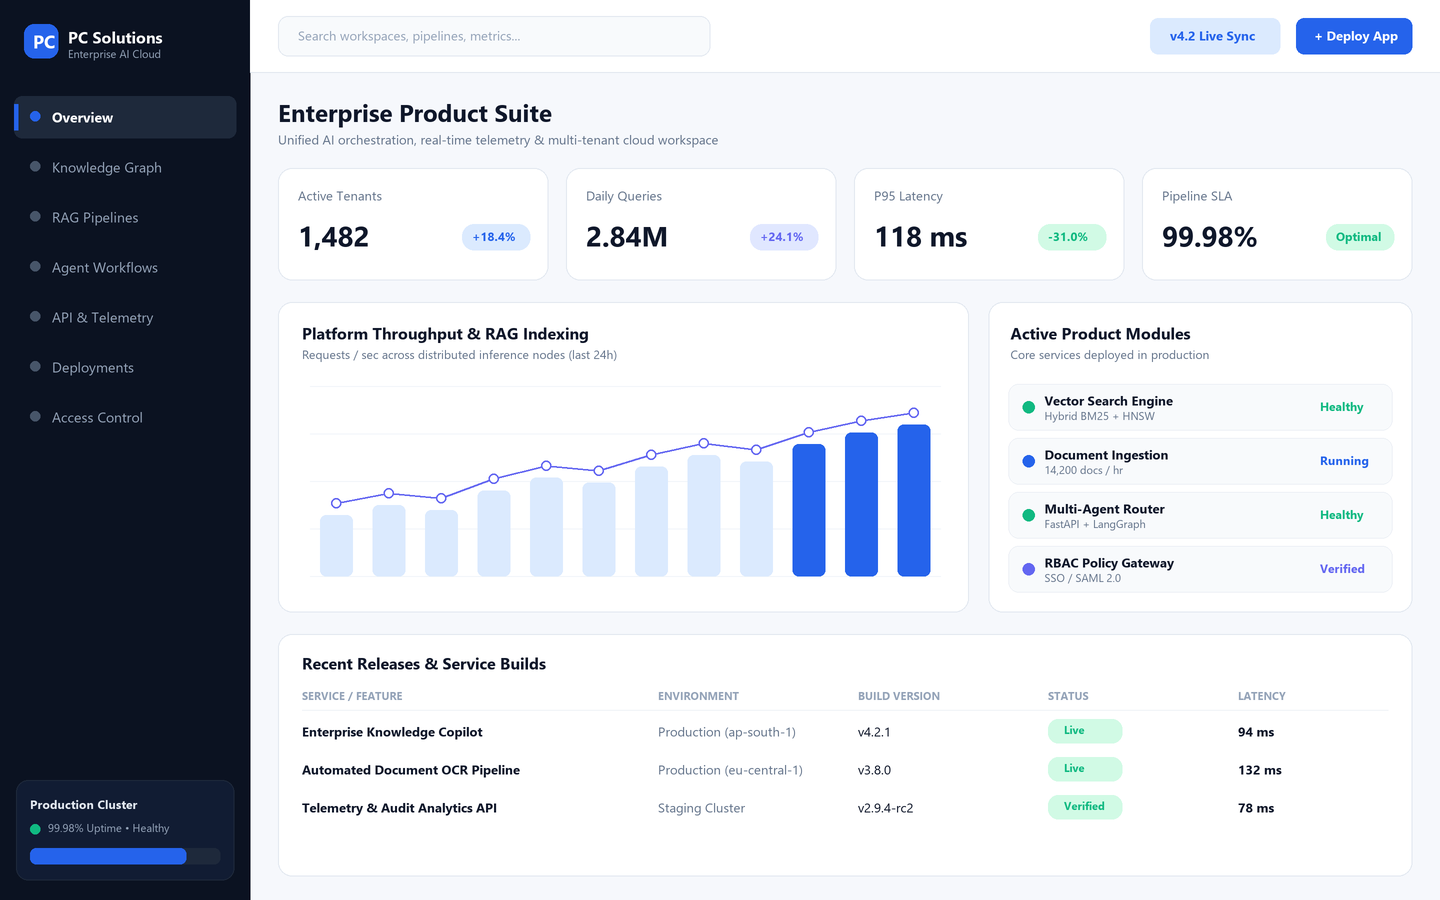 PC
PC Solutions
Enterprise AI Cloud
Overview
Knowledge Graph
RAG Pipelines
Agent Workflows
API & Telemetry
Deployments
Access Control
Production Cluster
99.98% Uptime • Healthy
Search workspaces, pipelines, metrics...
v4.2 Live Sync
+ Deploy App
Enterprise Product Suite
Unified AI orchestration, real-time telemetry & multi-tenant cloud workspace
Active Tenants
1,482
+18.4%
Daily Queries
2.84M
+24.1%
P95 Latency
118 ms
-31.0%
Pipeline SLA
99.98%
Optimal
Platform Throughput & RAG Indexing
Requests / sec across distributed inference nodes (last 24h)
Active Product Modules
Core services deployed in production
Vector Search Engine
Hybrid BM25 + HNSW
Healthy
Document Ingestion
14,200 docs / hr
Running
Multi-Agent Router
FastAPI + LangGraph
Healthy
RBAC Policy Gateway
SSO / SAML 2.0
Verified
Recent Releases & Service Builds
SERVICE / FEATURE ENVIRONMENT BUILD VERSION STATUS LATENCY
Enterprise Knowledge Copilot Production (ap-south-1) v4.2.1 Live 94 ms
Automated Document OCR Pipeline Production (eu-central-1) v3.8.0 Live 132 ms
Telemetry & Audit Analytics API Staging Cluster v2.9.4-rc2 Verified 78 ms